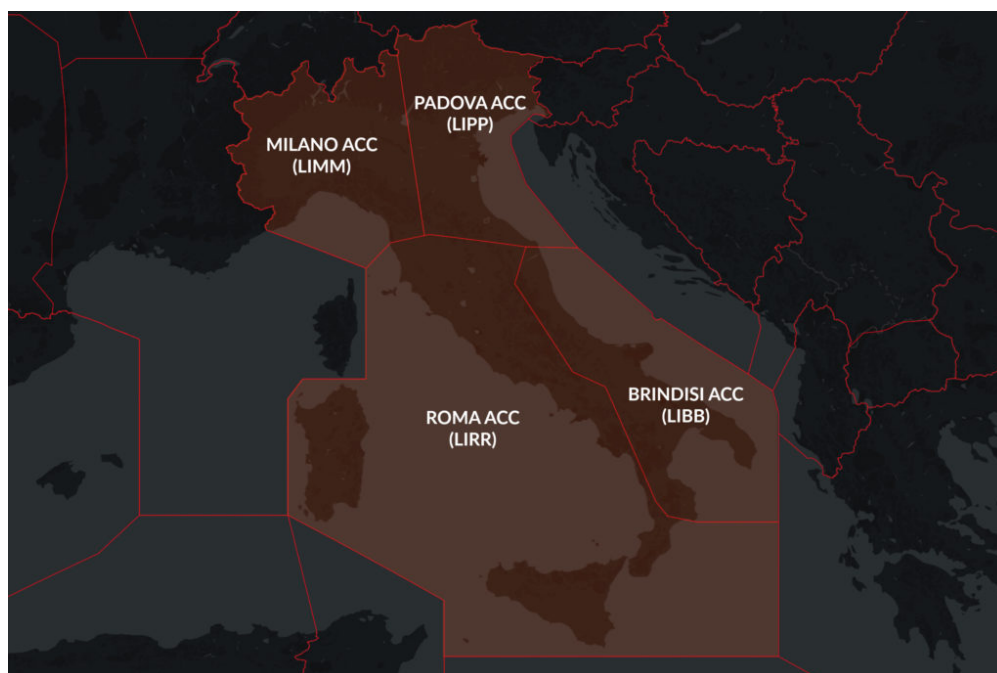 PADOVA ACC
(LIPP)
MILANO ACC
(LIMM)
BRINDISI ACC
(LIBB)
ROMA ACC
(LIRR)